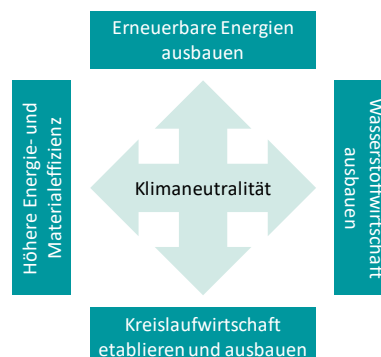 Erneuerbare Energien
ausbauen
Höhere Energie- und
Materialeffizienz
Klimaneutralität
Wasserstoffwirtschaft
ausbauen
Kreislaufwirtschaft
etablieren und ausbauen